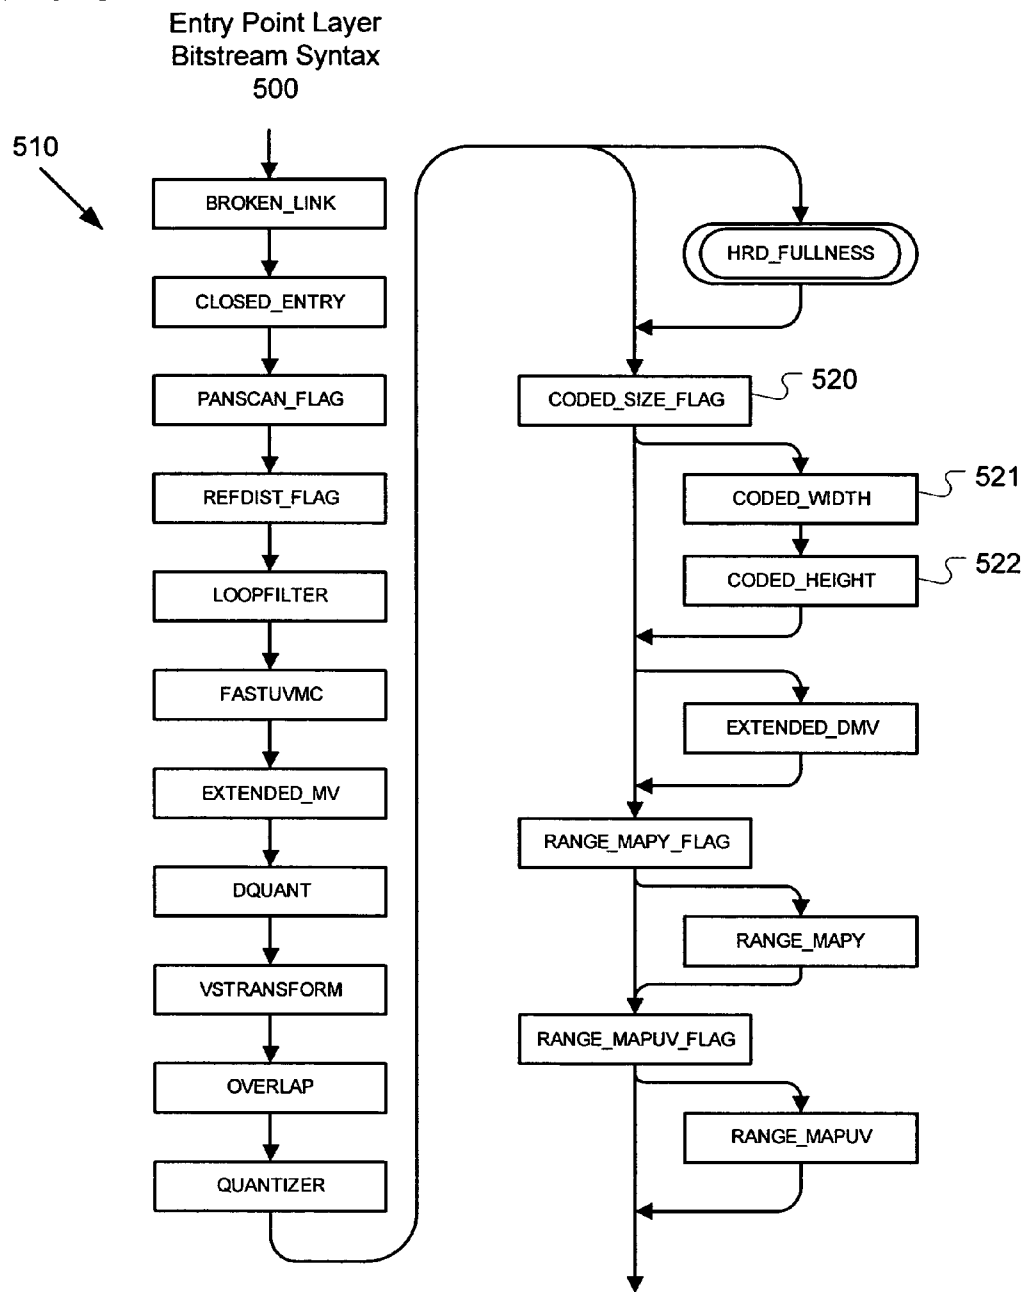 Entry Point Layer
Bitstream Syntax
500
510
BROKEN_LINK
CLOSED_ENTRY
PANSCAN_FLAG
REFDIST_FLAG
LOOPFILTER
FASTUVMC
EXTENDED_MV
DQUANT
VSTRANSFORM
OVERLAP
QUANTIZER
HRD_FULLNESS
CODED_SIZE_FLAG
520
CODED_WIDTH
521
CODED_HEIGHT
522
EXTENDED_DMV
RANGE_MAPY_FLAG
RANGE_MAPY
RANGE_MAPUV_FLAG
RANGE_MAPUV